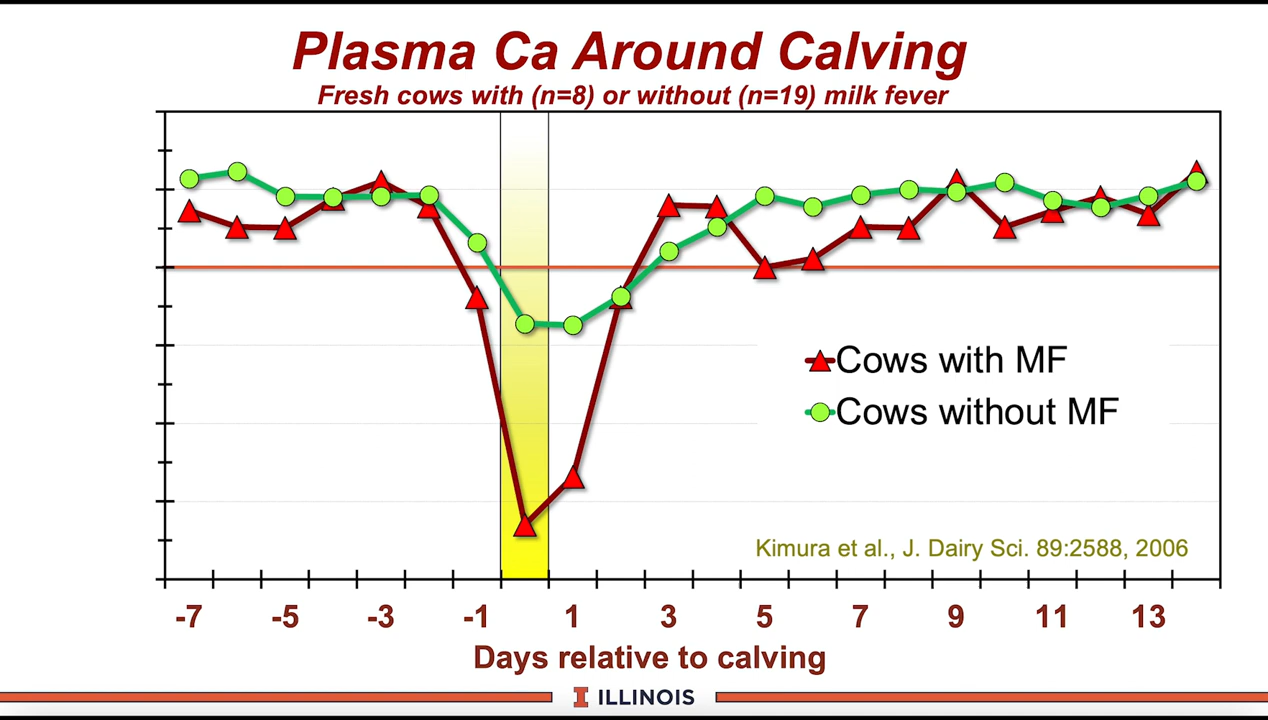 Plasma Ca Around Calving
Fresh cows with (n=8) or without (n=19) milk fever
Cows with MF
Cows without MF
Kimura et al., J. Dairy Sci. 89:2588, 2006
-7 -5 -3 -1 1 3 5 7 9 11 13
Days relative to calving
I ILLINOIS